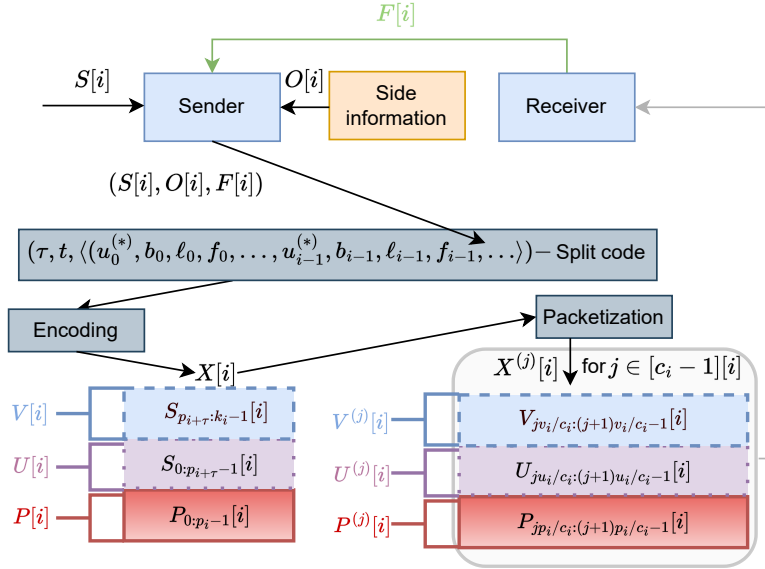 F[i]
S[i]
Sender
O[i]
Side
information
Receiver
(S[i], O[i], F[i])
(τ, t, ⟨(u_0^{(*)}, b_0, ℓ_0, f_0, …, u_{i−1}^{(*)}, b_{i−1}, ℓ_{i−1}, f_{i−1}, …⟩)− Split code
Encoding
Packetization
X[i]
X^{(j)}[i] for j ∈ [c_i − 1][i]
V[i]
S_{p_{i+τ}:k_i−1}[i]
U[i]
S_{0:p_{i+τ}−1}[i]
P[i]
P_{0:p_i−1}[i]
V^{(j)}[i]
V_{jv_i/c_i:(j+1)v_i/c_i−1}[i]
U^{(j)}[i]
U_{ju_i/c_i:(j+1)u_i/c_i−1}[i]
P^{(j)}[i]
P_{jp_i/c_i:(j+1)p_i/c_i−1}[i]